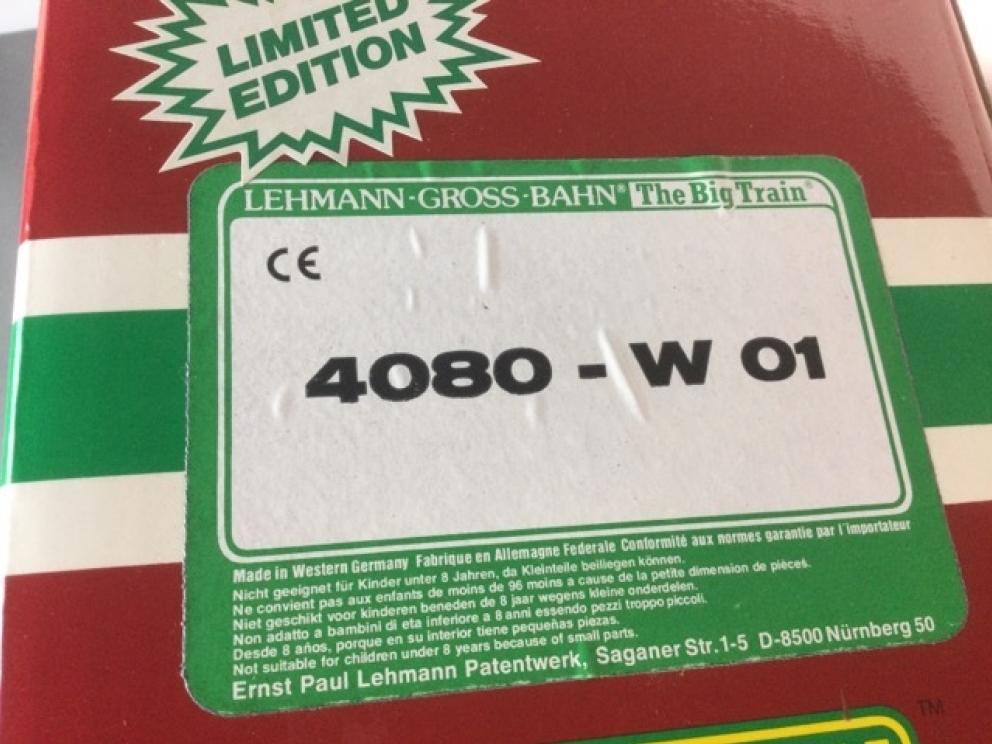 LIMITED
EDITION
LEHMANN-GROSS-BAHN® The Big Train®
CE
4080 - W 01
Made in Western Germany Fabrique en Allemagne Federale Conformité aux normes garantie par l'importateur
Nicht geeignet für Kinder unter 8 Jahren, da Kleinteile beiliegen können.
Ne convient pas aux enfants de moins de 96 moins a cause de la petite dimension de pièces.
Niet geschikt voor kinderen beneden de 8 jaar wegens kleine onderdelen.
Non adatto a bambini di eta inferiore a 8 anni essendo pezzi troppo piccoli.
Desde 8 años, porque en su interior tiene pequeñas piezas.
Not suitable for children under 8 years because of small parts.
Ernst Paul Lehmann Patentwerk, Saganer Str. 1-5 D-8500 Nürnberg 50
TM